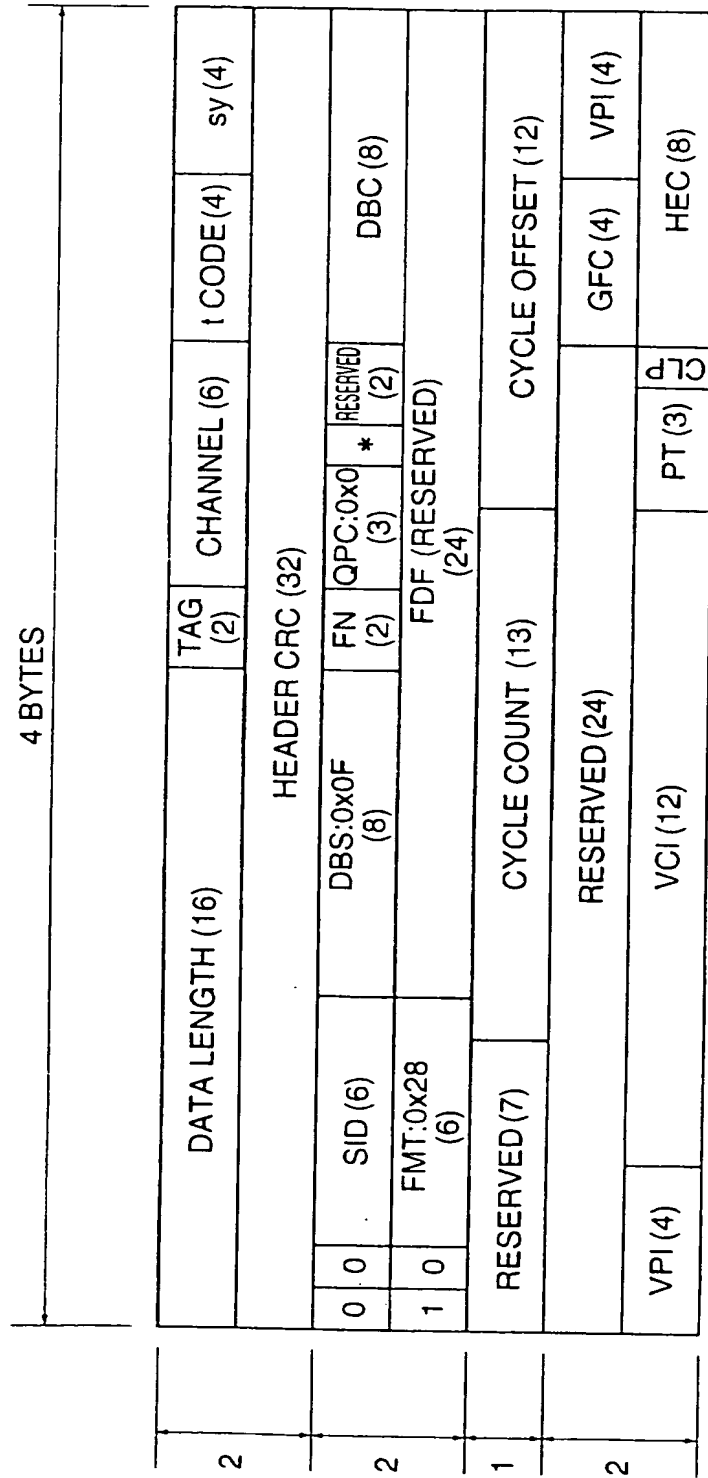 4 BYTES
2
DATA LENGTH (16) TAG (2) CHANNEL (6) t CODE (4) sy (4)
HEADER CRC (32)
2
0 0 SID (6) DBS:0x0F (8) FN (2) QPC:0x0 (3) * RESERVED (2) DBC (8)
1 0 FMT:0x28 (6) FDF (RESERVED) (24)
1
RESERVED (7) CYCLE COUNT (13) CYCLE OFFSET (12)
2
RESERVED (24) GFC (4) VPI (4)
VPI (4) VCI (12) PT (3) CLP HEC (8)